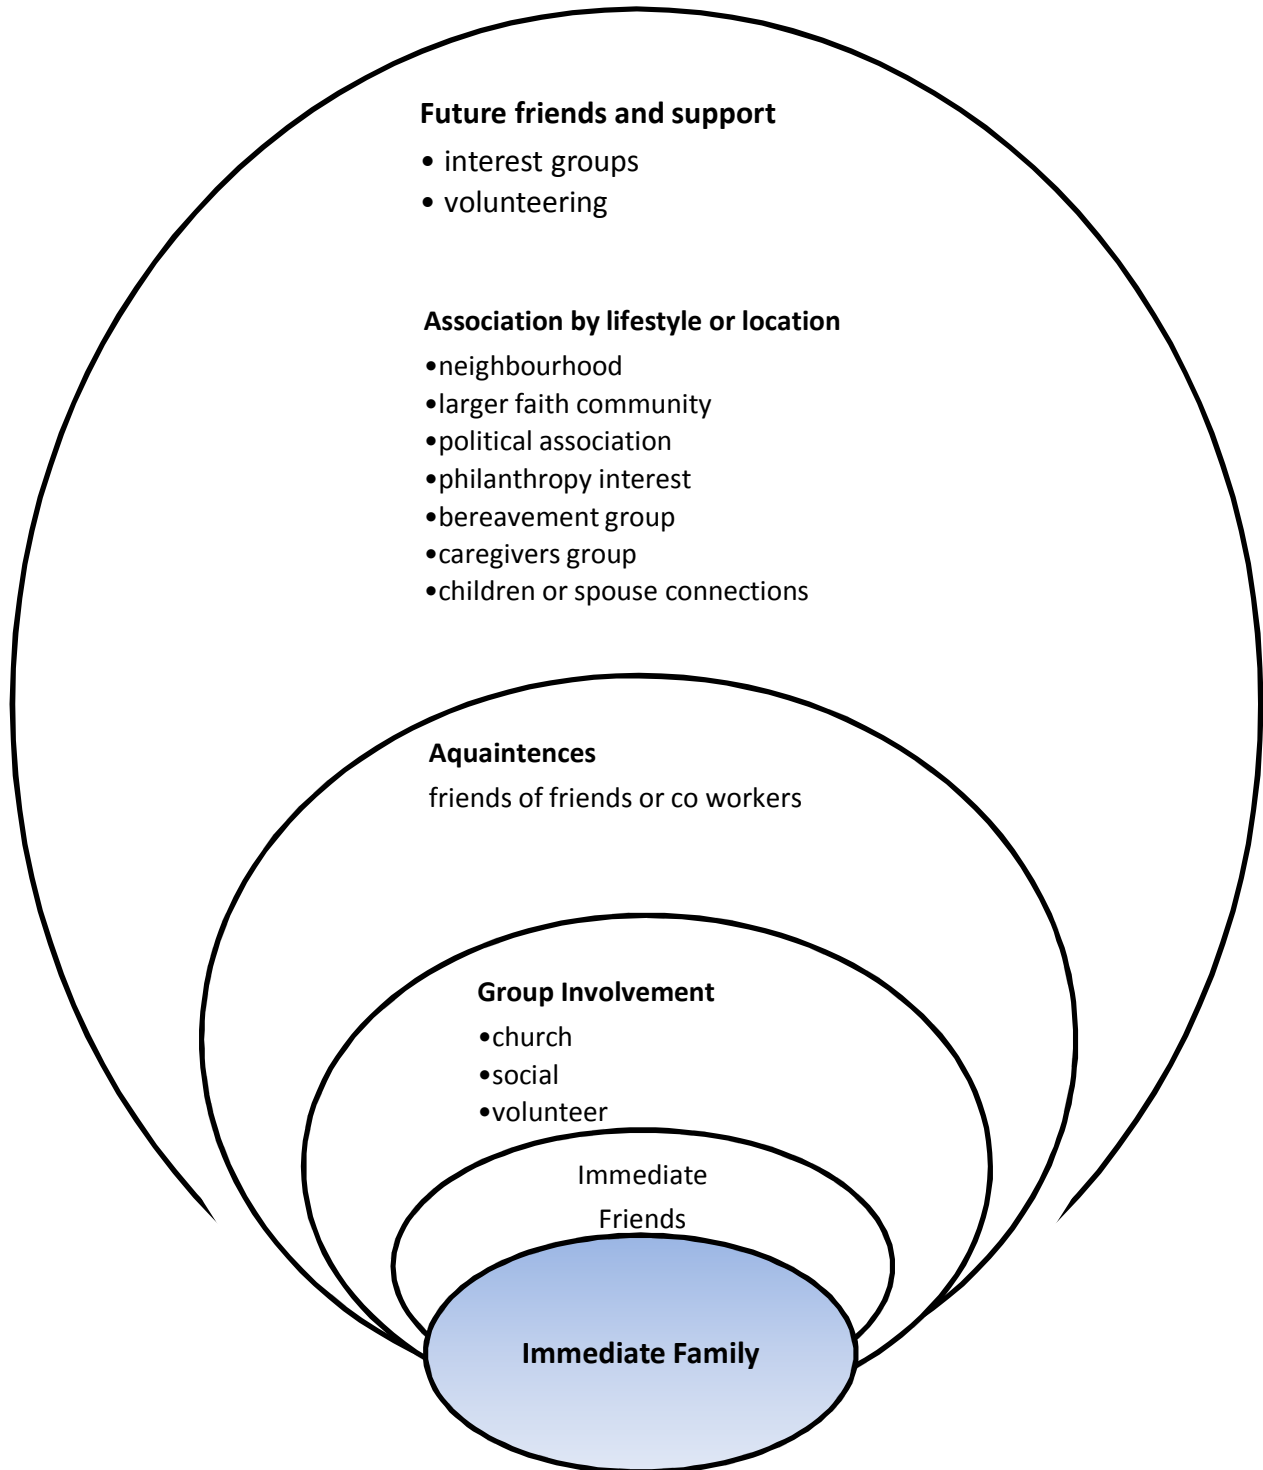 Future friends and support
• interest groups
• volunteering
Association by lifestyle or location
•neighbourhood
•larger faith community
•political association
•philanthropy interest
•bereavement group
•caregivers group
•children or spouse connections
Aquaintences
friends of friends or co workers
Group Involvement
•church
•social
•volunteer
Immediate
Friends
Immediate Family